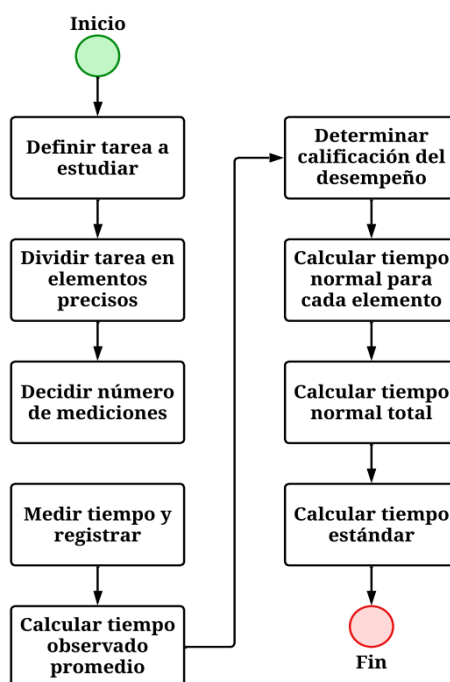 Inicio
Definir tarea a
estudiar
Dividir tarea en
elementos
precisos
Decidir número
de mediciones
Medir tiempo y
registrar
Calcular tiempo
observado
promedio
Determinar
calificación del
desempeño
Calcular tiempo
normal para
cada elemento
Calcular tiempo
normal total
Calcular tiempo
estándar
Fin